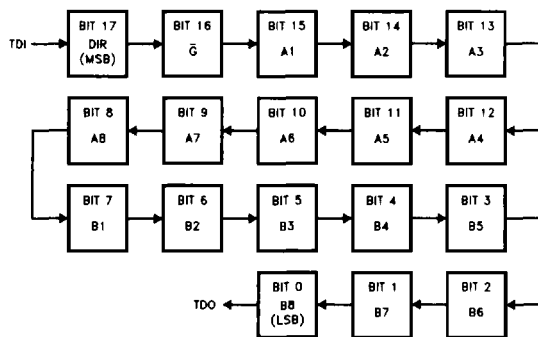 BIT 17 BIT 16 BIT 15 BIT 14 BIT 13
TDI DIR G̅ A1 A2 A3
(MSB)
BIT 8 BIT 9 BIT 10 BIT 11 BIT 12
A8 A7 A6 A5 A4
BIT 7 BIT 6 BIT 5 BIT 4 BIT 3
B1 B2 B3 B4 B5
BIT 0 BIT 1 BIT 2
TDO B8 B7 B6
(LSB)